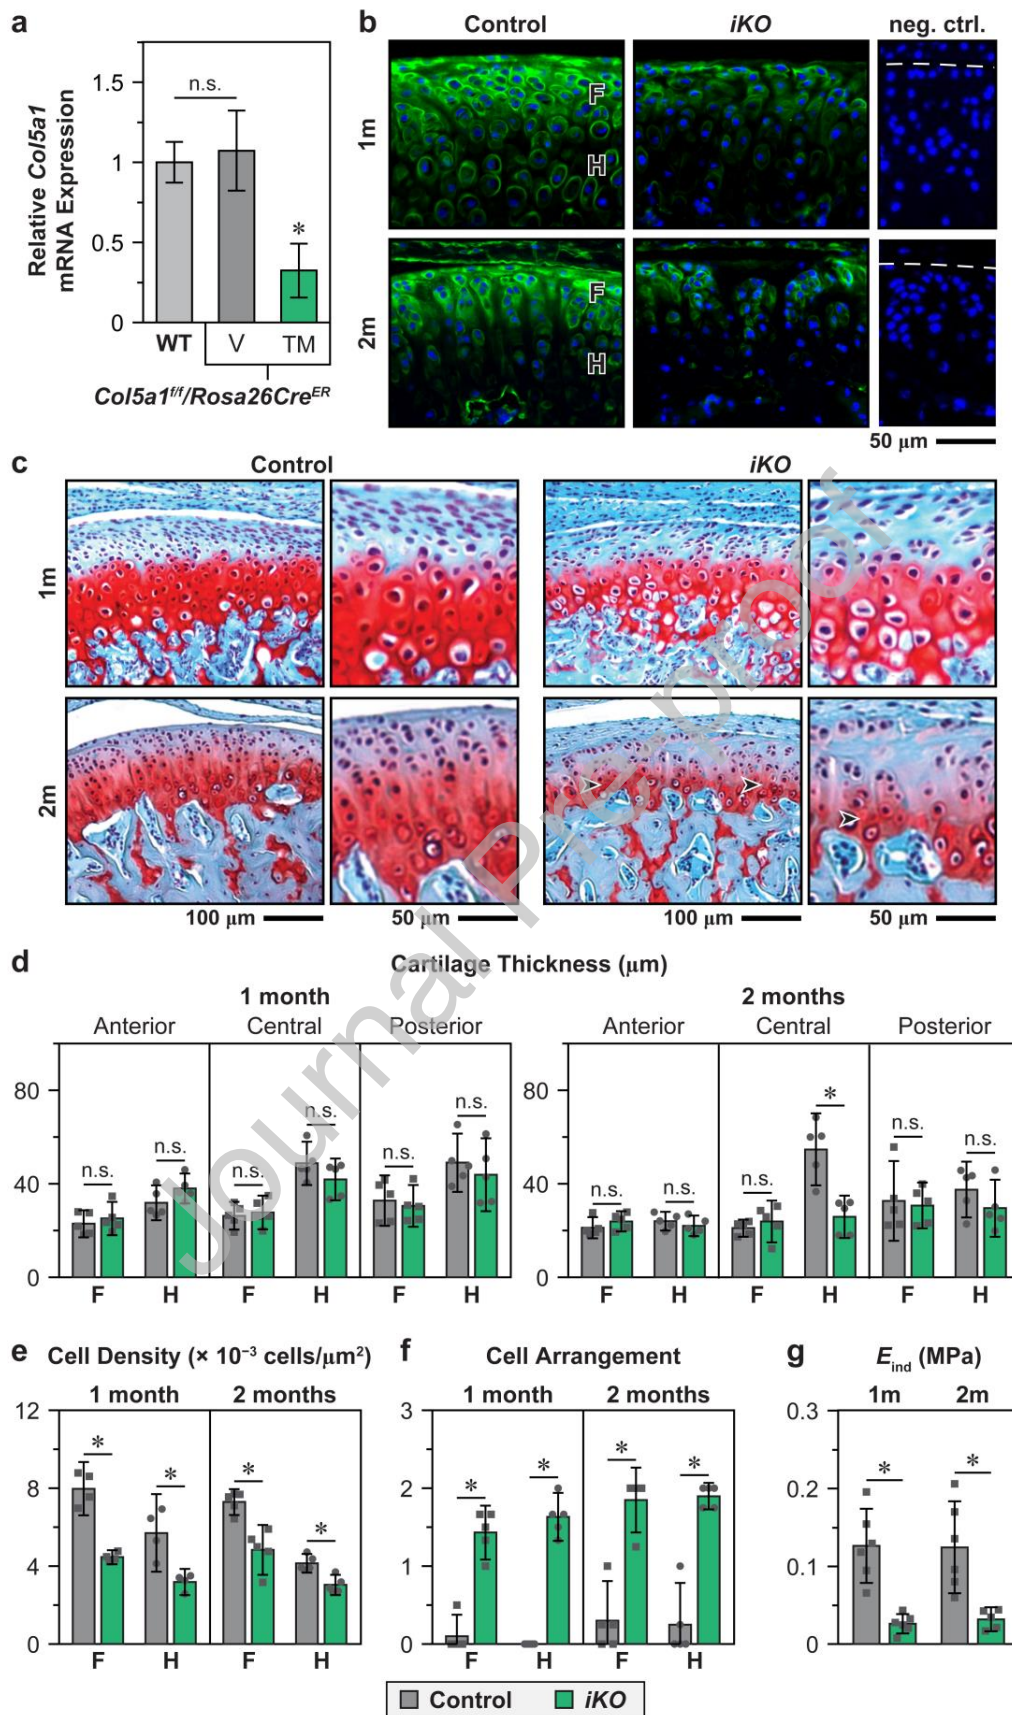 a
Relative Col5a1
mRNA Expression
1.5
1
0.5
0
n.s.
*
WT V TM
Col5a1f/f/Rosa26CreER
b
Control iKO neg. ctrl.
1m
F
H
2m
F
H
50 μm
c
Control iKO
1m
2m
100 μm 50 μm 100 μm 50 μm
d Cartilage Thickness (μm)
1 month 2 months
Anterior Central Posterior Anterior Central Posterior
80
40
0
n.s. n.s. n.s. n.s. n.s. n.s.
F H F H F H
80
40
0
n.s. n.s. n.s. * n.s. n.s.
F H F H F H
e Cell Density (× 10−3 cells/μm2)
1 month 2 months
12
8
4
0
* * * *
F H F H
f Cell Arrangement
1 month 2 months
3
2
1
0
* * * *
F H F H
g Eind (MPa)
1m 2m
0.3
0.2
0.1
0
* *
Control iKO
Journal Pre-proof